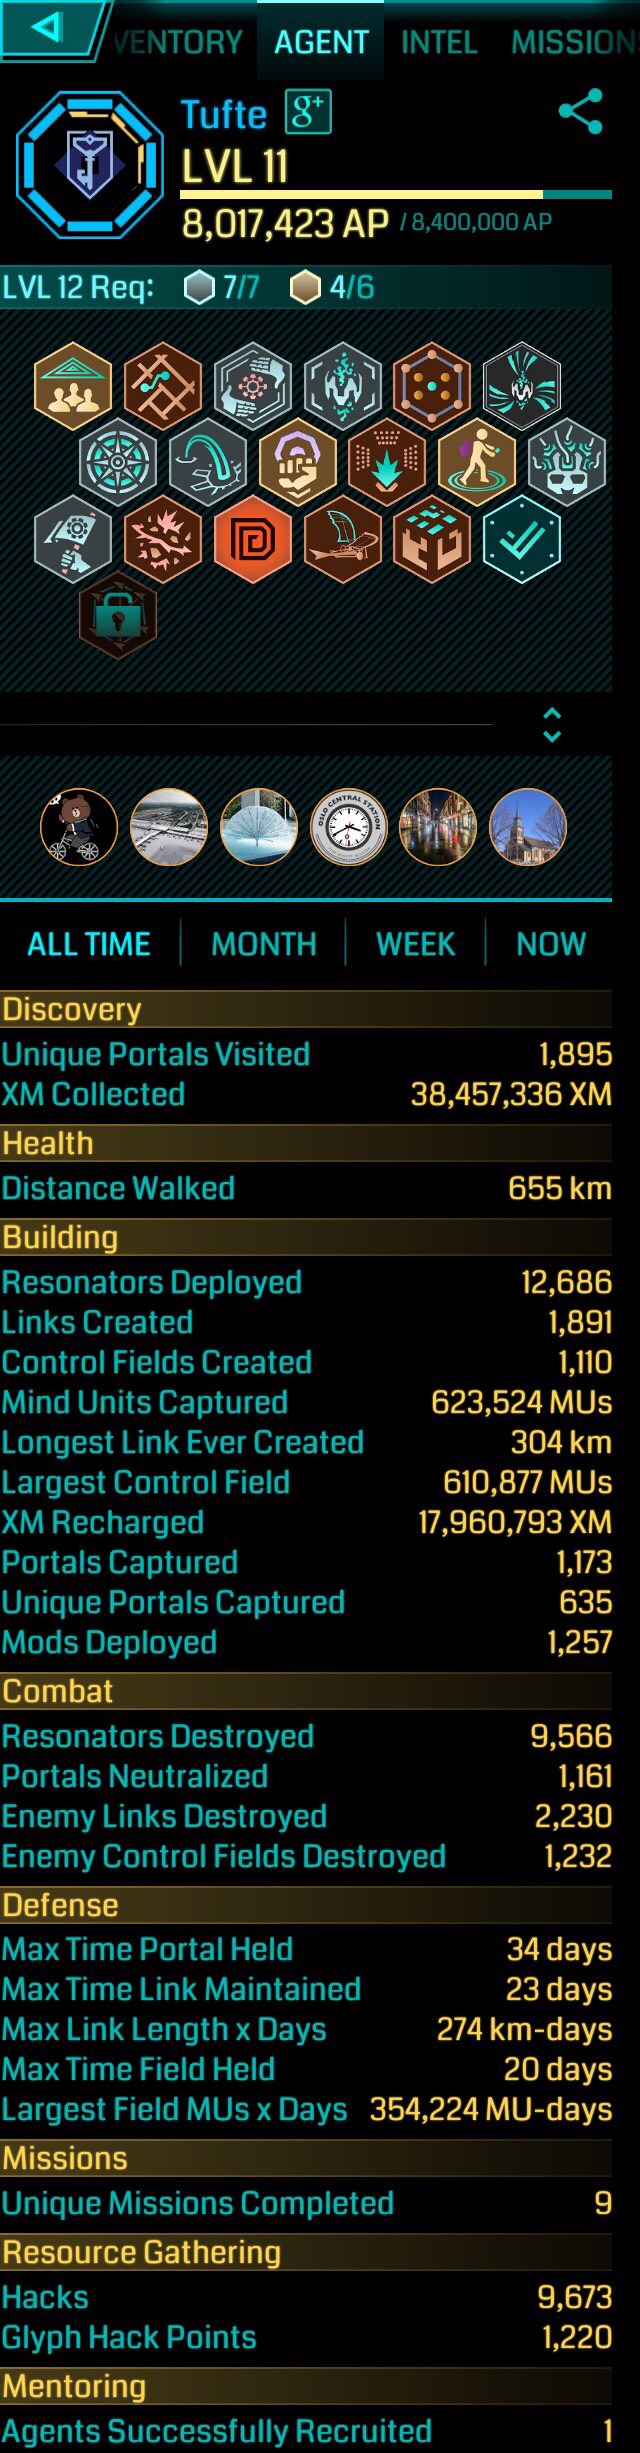 VENTORY AGENT INTEL MISSION
Tufte g+
LVL 11
8,017,423 AP / 8,400,000 AP
LVL 12 Req: 7/7 4/6
OSLO CENTRAL STATION
ALL TIME MONTH WEEK NOW
Discovery
Unique Portals Visited 1,895
XM Collected 38,457,336 XM
Health
Distance Walked 655 km
Building
Resonators Deployed 12,686
Links Created 1,891
Control Fields Created 1,110
Mind Units Captured 623,524 MUs
Longest Link Ever Created 304 km
Largest Control Field 610,877 MUs
XM Recharged 17,960,793 XM
Portals Captured 1,173
Unique Portals Captured 635
Mods Deployed 1,257
Combat
Resonators Destroyed 9,566
Portals Neutralized 1,161
Enemy Links Destroyed 2,230
Enemy Control Fields Destroyed 1,232
Defense
Max Time Portal Held 34 days
Max Time Link Maintained 23 days
Max Link Length x Days 274 km-days
Max Time Field Held 20 days
Largest Field MUs x Days 354,224 MU-days
Missions
Unique Missions Completed 9
Resource Gathering
Hacks 9,673
Glyph Hack Points 1,220
Mentoring
Agents Successfully Recruited 1